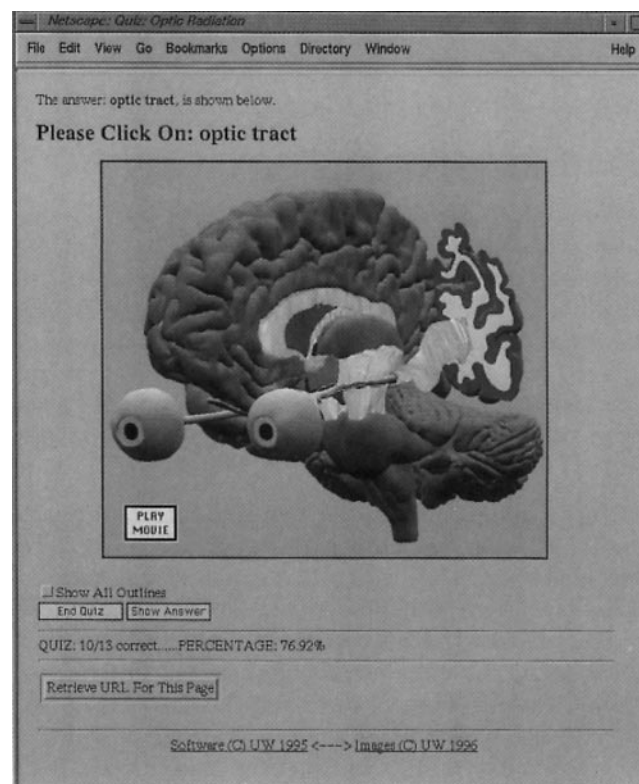 Netscape: Quiz: Optic Radiation
File Edit View Go Bookmarks Options Directory Window Help
The answer: optic tract, is shown below.
Please Click On: optic tract
PLAY
MOVIE
Show All Outlines
End Quiz Show Answer
QUIZ: 10/13 correct......PERCENTAGE: 76.92%
Retrieve URL For This Page
Software (C) UW 1995 <---> Images (C) UW 1996